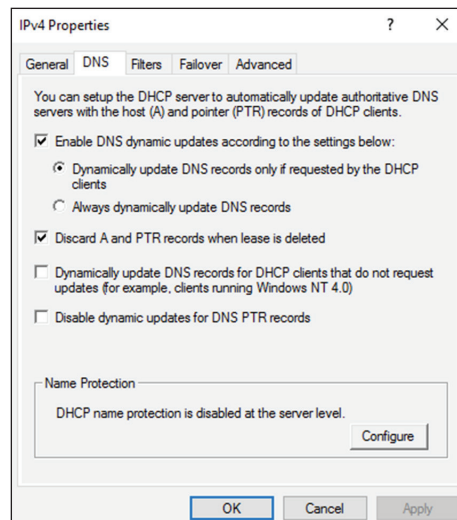 IPv4 Properties ? ×
General DNS Filters Failover Advanced
You can setup the DHCP server to automatically update authoritative DNS
servers with the host (A) and pointer (PTR) records of DHCP clients.
Enable DNS dynamic updates according to the settings below:
Dynamically update DNS records only if requested by the DHCP
clients
Always dynamically update DNS records
Discard A and PTR records when lease is deleted
Dynamically update DNS records for DHCP clients that do not request
updates (for example, clients running Windows NT 4.0)
Disable dynamic updates for DNS PTR records
Name Protection
DHCP name protection is disabled at the server level.
Configure
OK Cancel Apply